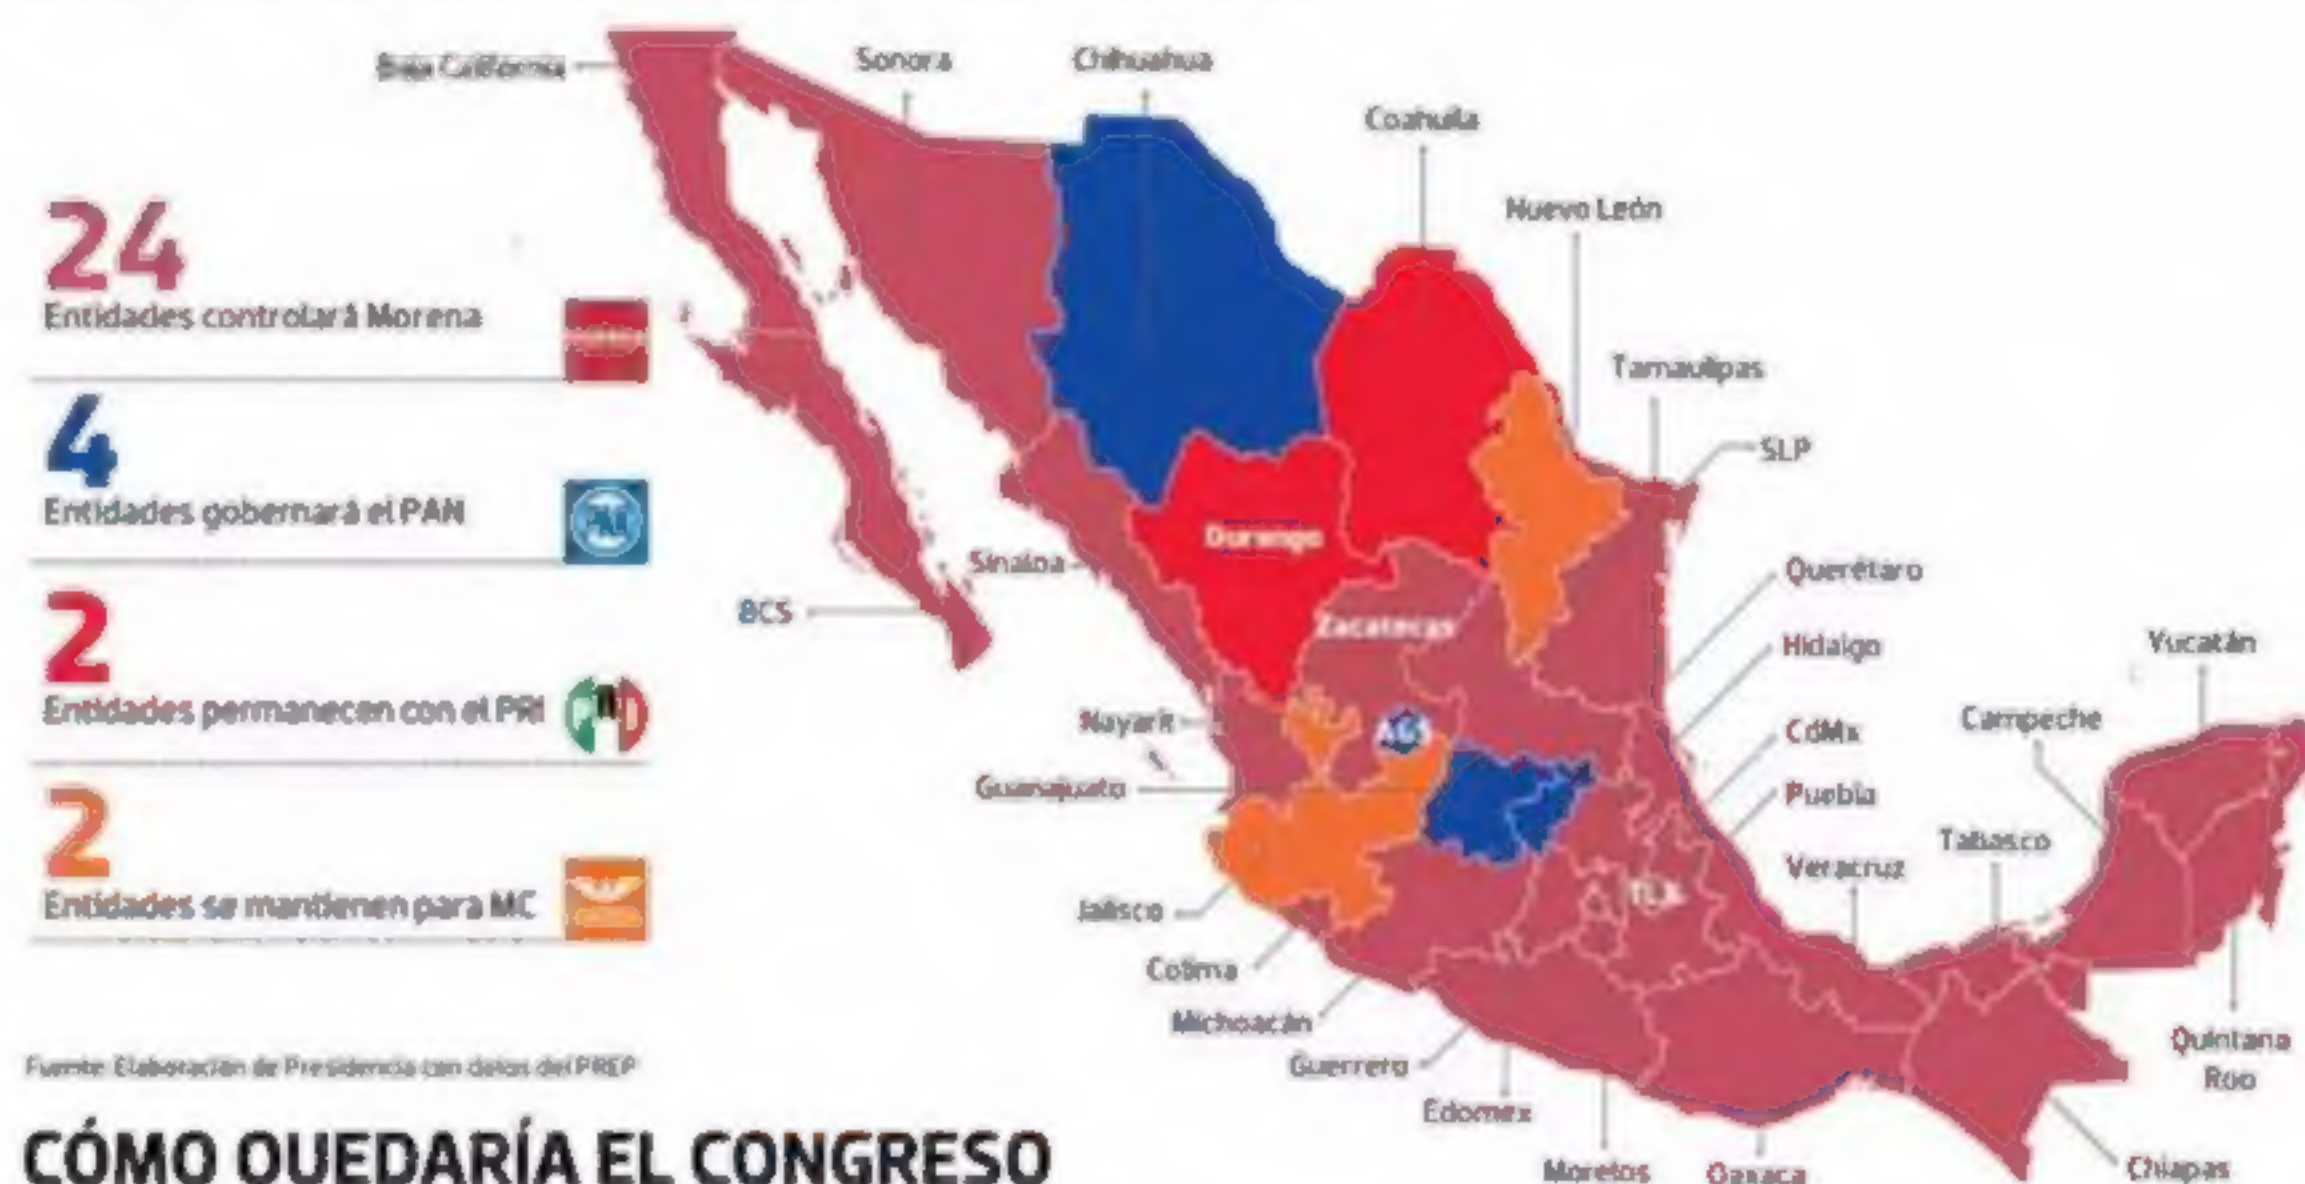 Baja California
Sonora
Chihuahua
Coahuila
Nuevo León
Tamaulipas
SLP
24
Entidades controlará Morena
4
Entidades gobernará el PAN
PAN
2
Entidades permanecen con el PRI
2
Entidades se mantienen para MC
Durango
Sinaloa
BCS
Zacatecas
Querétaro
Hidalgo
Yucatán
Nayarit
AGS
CdMx
Campeche
Guanajuato
Puebla
Tabasco
Veracruz
TLX
Jalisco
Colima
Michoacán
Guerrero
Edomex
Morelos
Oaxaca
Quintana
Roo
Chiapas
Fuente: Elaboración de Presidencia con datos del PREP
CÓMO QUEDARÍA EL CONGRESO